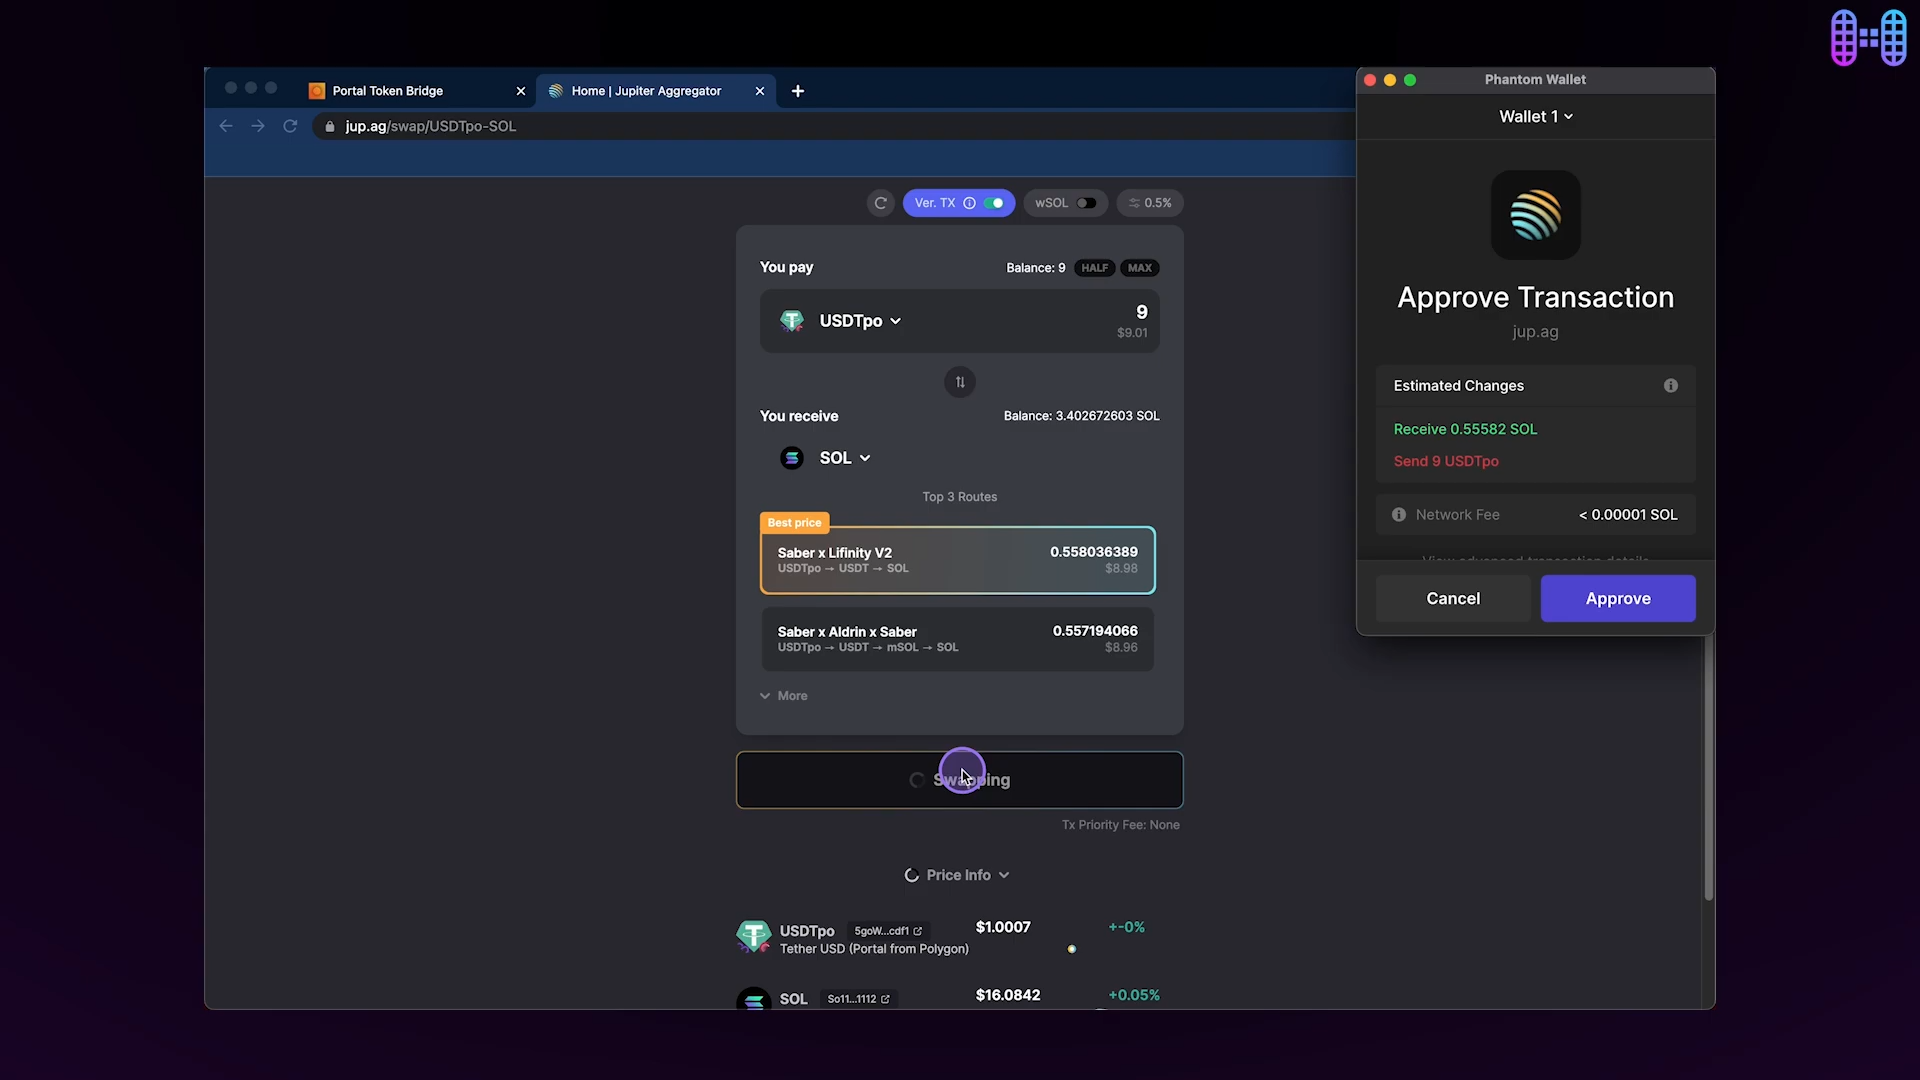 Portal Token Bridge
Home | Jupiter Aggregator
jup.ag/swap/USDTpo-SOL
Ver. TX
wSOL
0.5%
You pay
Balance: 9 HALF MAX
USDTpo
9
$9.01
You receive
Balance: 3.402672603 SOL
SOL
Top 3 Routes
Best price
Saber x Lifinity V2
0.558036389
USDTpo → USDT → SOL
$8.98
Saber x Aldrin x Saber
0.557194066
USDTpo → USDT → mSOL → SOL
$8.96
More
Swapping
Tx Priority Fee: None
Price Info
USDTpo
5goW...cdf1
$1.0007
+-0%
Tether USD (Portal from Polygon)
SOL
So11...1112
$16.0842
+0.05%
Phantom Wallet
Wallet 1
Approve Transaction
jup.ag
Estimated Changes
Receive 0.55582 SOL
Send 9 USDTpo
Network Fee
< 0.00001 SOL
View advanced transaction details
Cancel
Approve